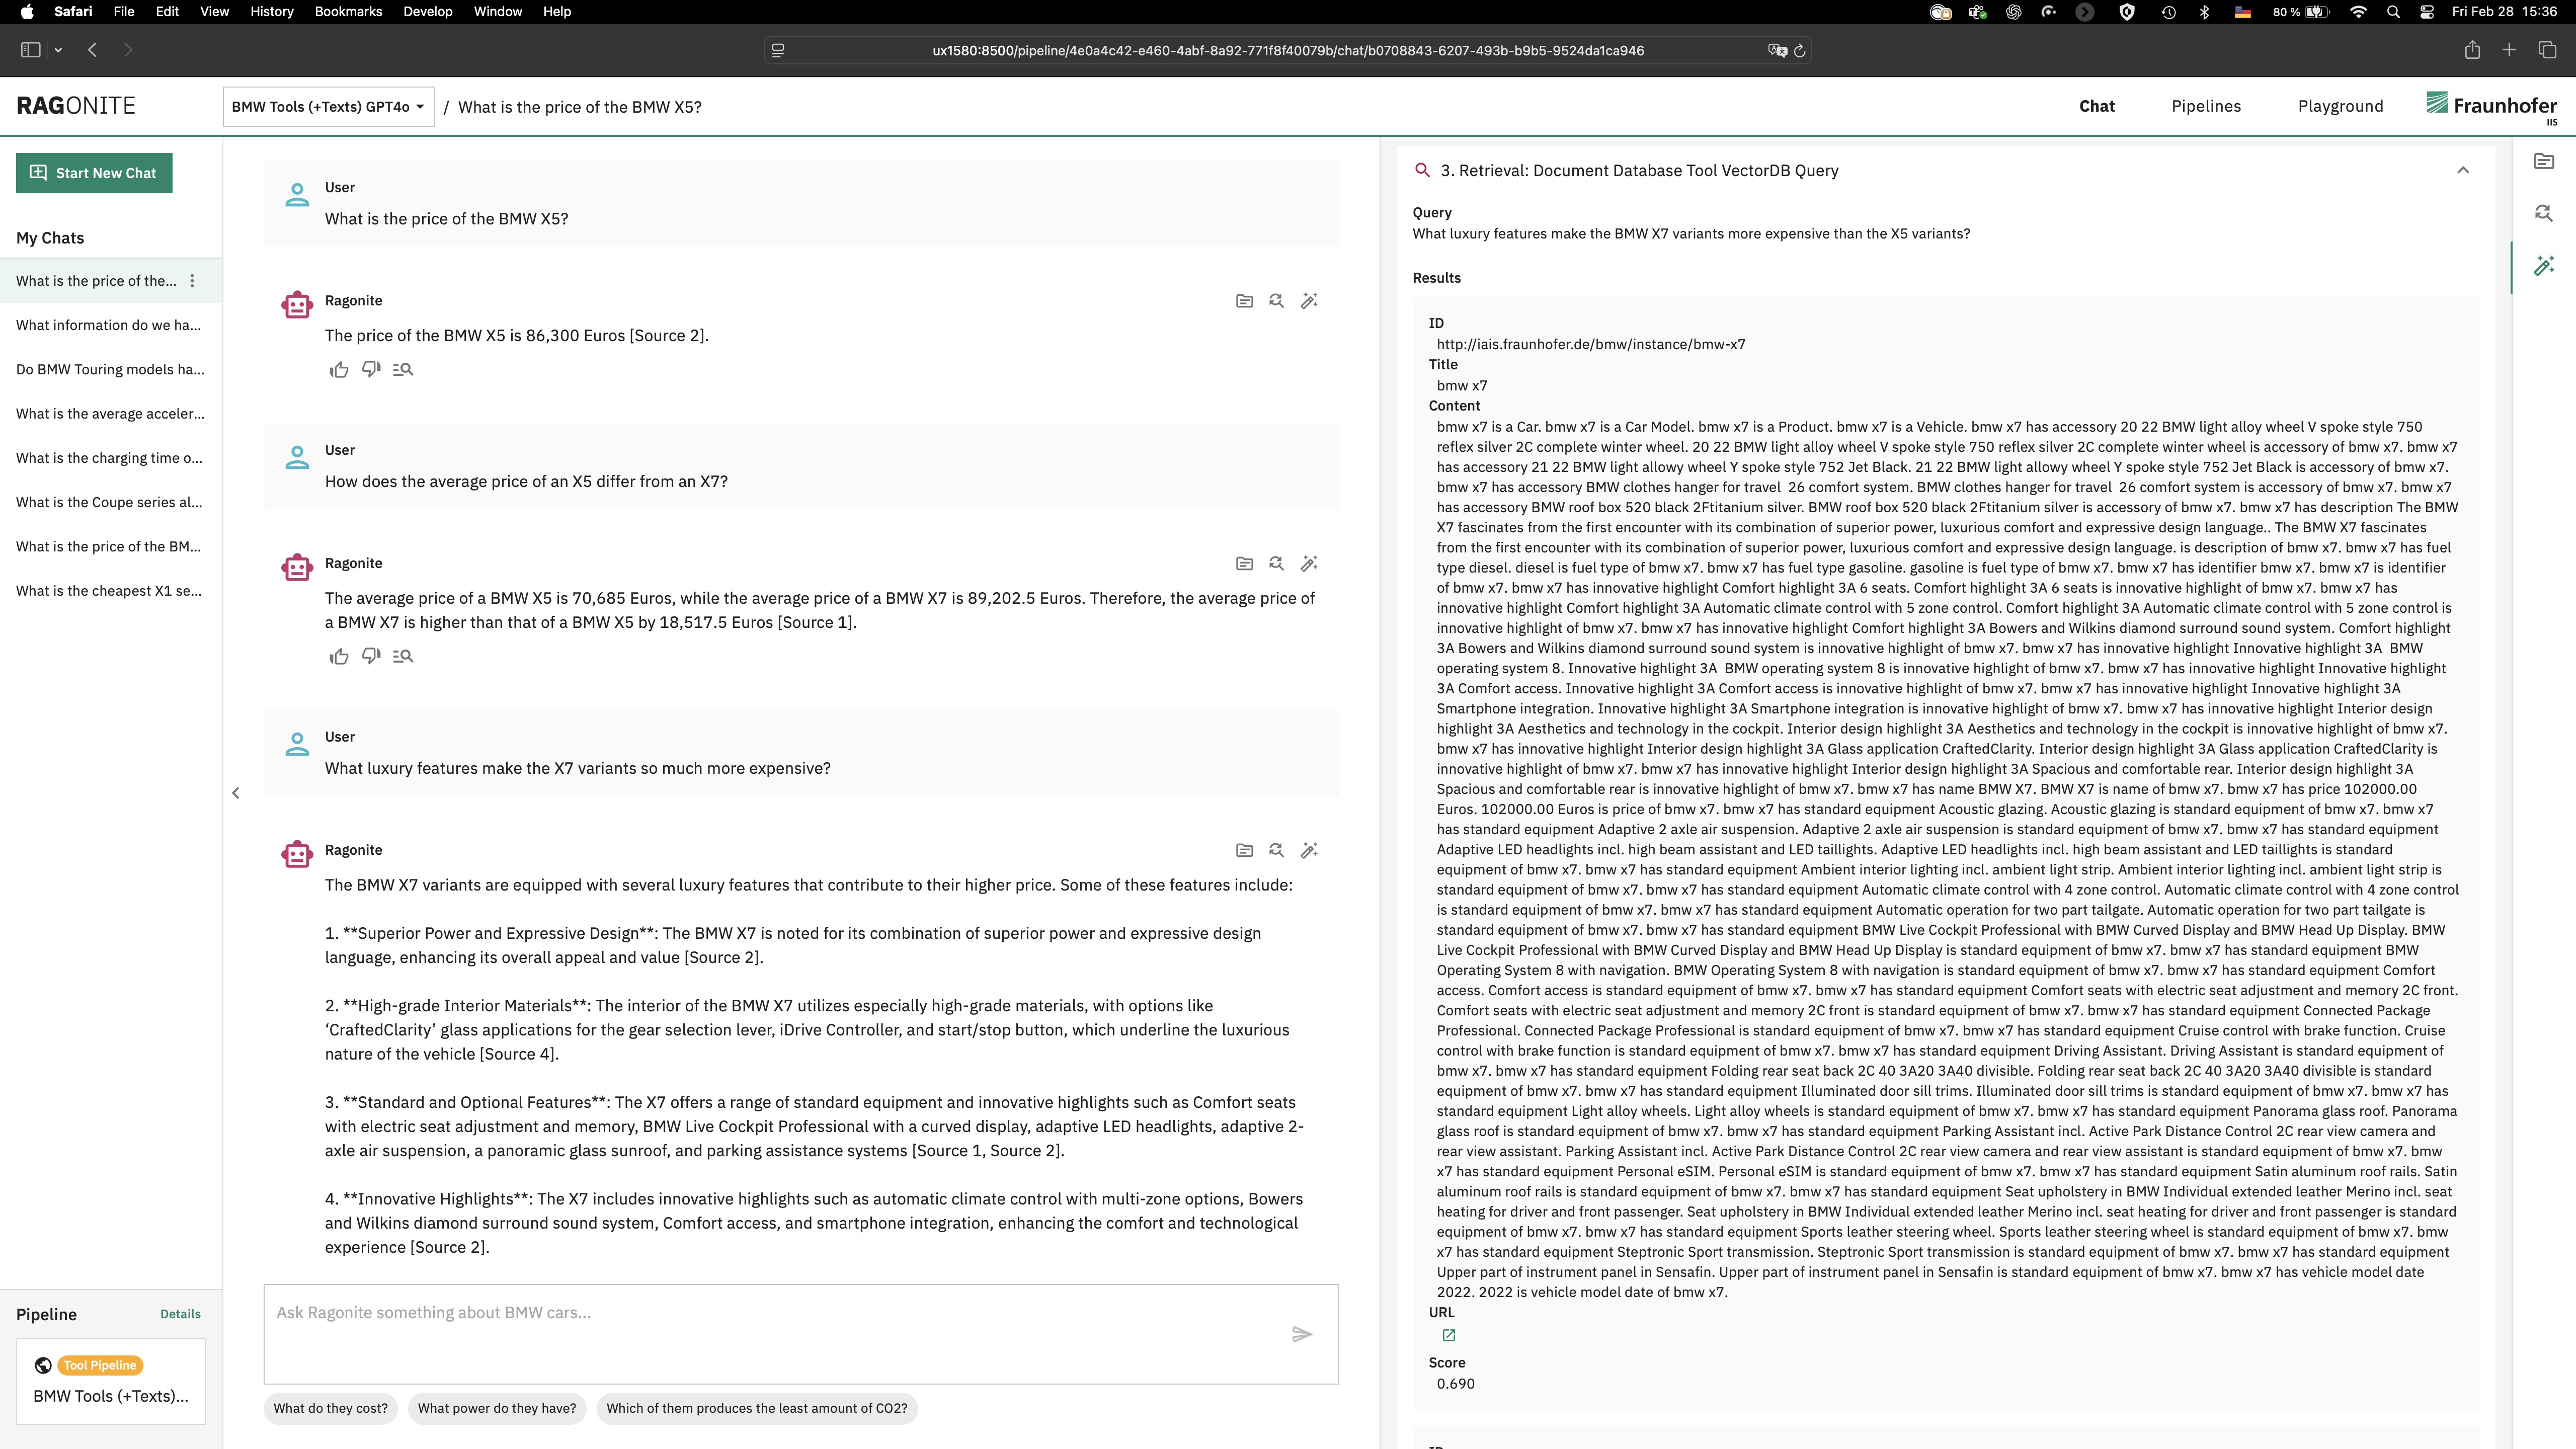 Safari File Edit View History Bookmarks Develop Window Help
80 % Fri Feb 28 15:36
ux1580:8500/pipeline/4e0a4c42-e460-4abf-8a92-771f8f40079b/chat/b0708843-6207-493b-b9b5-9524da1ca946
RAGONITE
BMW Tools (+Texts) GPT4o / What is the price of the BMW X5?
Chat Pipelines Playground
Fraunhofer
IIS
Start New Chat
My Chats
What is the price of the...
What information do we ha...
Do BMW Touring models ha...
What is the average acceler...
What is the charging time o...
What is the Coupe series al...
What is the price of the BM...
What is the cheapest X1 se...
Pipeline Details
Tool Pipeline
BMW Tools (+Texts)...
User
What is the price of the BMW X5?
Ragonite
The price of the BMW X5 is 86,300 Euros [Source 2].
User
How does the average price of an X5 differ from an X7?
Ragonite
The average price of a BMW X5 is 70,685 Euros, while the average price of a BMW X7 is 89,202.5 Euros. Therefore, the average price of
a BMW X7 is higher than that of a BMW X5 by 18,517.5 Euros [Source 1].
User
What luxury features make the X7 variants so much more expensive?
Ragonite
The BMW X7 variants are equipped with several luxury features that contribute to their higher price. Some of these features include:
1. **Superior Power and Expressive Design**: The BMW X7 is noted for its combination of superior power and expressive design
language, enhancing its overall appeal and value [Source 2].
2. **High-grade Interior Materials**: The interior of the BMW X7 utilizes especially high-grade materials, with options like
‘CraftedClarity’ glass applications for the gear selection lever, iDrive Controller, and start/stop button, which underline the luxurious
nature of the vehicle [Source 4].
3. **Standard and Optional Features**: The X7 offers a range of standard equipment and innovative highlights such as Comfort seats
with electric seat adjustment and memory, BMW Live Cockpit Professional with a curved display, adaptive LED headlights, adaptive 2-
axle air suspension, a panoramic glass sunroof, and parking assistance systems [Source 1, Source 2].
4. **Innovative Highlights**: The X7 includes innovative highlights such as automatic climate control with multi-zone options, Bowers
and Wilkins diamond surround sound system, Comfort access, and smartphone integration, enhancing the comfort and technological
experience [Source 2].
Ask Ragonite something about BMW cars...
What do they cost? What power do they have? Which of them produces the least amount of CO2?
3. Retrieval: Document Database Tool VectorDB Query
Query
What luxury features make the BMW X7 variants more expensive than the X5 variants?
Results
ID
http://iais.fraunhofer.de/bmw/instance/bmw-x7
Title
bmw x7
Content
bmw x7 is a Car. bmw x7 is a Car Model. bmw x7 is a Product. bmw x7 is a Vehicle. bmw x7 has accessory 20 22 BMW light alloy wheel V spoke style 750
reflex silver 2C complete winter wheel. 20 22 BMW light alloy wheel V spoke style 750 reflex silver 2C complete winter wheel is accessory of bmw x7. bmw x7
has accessory 21 22 BMW light allowy wheel Y spoke style 752 Jet Black. 21 22 BMW light allowy wheel Y spoke style 752 Jet Black is accessory of bmw x7.
bmw x7 has accessory BMW clothes hanger for travel 26 comfort system. BMW clothes hanger for travel 26 comfort system is accessory of bmw x7. bmw x7
has accessory BMW roof box 520 black 2Ftitanium silver. BMW roof box 520 black 2Ftitanium silver is accessory of bmw x7. bmw x7 has description The BMW
X7 fascinates from the first encounter with its combination of superior power, luxurious comfort and expressive design language.. The BMW X7 fascinates
from the first encounter with its combination of superior power, luxurious comfort and expressive design language. is description of bmw x7. bmw x7 has fuel
type diesel. diesel is fuel type of bmw x7. bmw x7 has fuel type gasoline. gasoline is fuel type of bmw x7. bmw x7 has identifier bmw x7. bmw x7 is identifier
of bmw x7. bmw x7 has innovative highlight Comfort highlight 3A 6 seats. Comfort highlight 3A 6 seats is innovative highlight of bmw x7. bmw x7 has
innovative highlight Comfort highlight 3A Automatic climate control with 5 zone control. Comfort highlight 3A Automatic climate control with 5 zone control is
innovative highlight of bmw x7. bmw x7 has innovative highlight Comfort highlight 3A Bowers and Wilkins diamond surround sound system. Comfort highlight
3A Bowers and Wilkins diamond surround sound system is innovative highlight of bmw x7. bmw x7 has innovative highlight Innovative highlight 3A BMW
operating system 8. Innovative highlight 3A BMW operating system 8 is innovative highlight of bmw x7. bmw x7 has innovative highlight Innovative highlight
3A Comfort access. Innovative highlight 3A Comfort access is innovative highlight of bmw x7. bmw x7 has innovative highlight Innovative highlight 3A
Smartphone integration. Innovative highlight 3A Smartphone integration is innovative highlight of bmw x7. bmw x7 has innovative highlight Interior design
highlight 3A Aesthetics and technology in the cockpit. Interior design highlight 3A Aesthetics and technology in the cockpit is innovative highlight of bmw x7.
bmw x7 has innovative highlight Interior design highlight 3A Glass application CraftedClarity. Interior design highlight 3A Glass application CraftedClarity is
innovative highlight of bmw x7. bmw x7 has innovative highlight Interior design highlight 3A Spacious and comfortable rear. Interior design highlight 3A
Spacious and comfortable rear is innovative highlight of bmw x7. bmw x7 has name BMW X7. BMW X7 is name of bmw x7. bmw x7 has price 102000.00
Euros. 102000.00 Euros is price of bmw x7. bmw x7 has standard equipment Acoustic glazing. Acoustic glazing is standard equipment of bmw x7. bmw x7
has standard equipment Adaptive 2 axle air suspension. Adaptive 2 axle air suspension is standard equipment of bmw x7. bmw x7 has standard equipment
Adaptive LED headlights incl. high beam assistant and LED taillights. Adaptive LED headlights incl. high beam assistant and LED taillights is standard
equipment of bmw x7. bmw x7 has standard equipment Ambient interior lighting incl. ambient light strip. Ambient interior lighting incl. ambient light strip is
standard equipment of bmw x7. bmw x7 has standard equipment Automatic climate control with 4 zone control. Automatic climate control with 4 zone control
is standard equipment of bmw x7. bmw x7 has standard equipment Automatic operation for two part tailgate. Automatic operation for two part tailgate is
standard equipment of bmw x7. bmw x7 has standard equipment BMW Live Cockpit Professional with BMW Curved Display and BMW Head Up Display. BMW
Live Cockpit Professional with BMW Curved Display and BMW Head Up Display is standard equipment of bmw x7. bmw x7 has standard equipment BMW
Operating System 8 with navigation. BMW Operating System 8 with navigation is standard equipment of bmw x7. bmw x7 has standard equipment Comfort
access. Comfort access is standard equipment of bmw x7. bmw x7 has standard equipment Comfort seats with electric seat adjustment and memory 2C front.
Comfort seats with electric seat adjustment and memory 2C front is standard equipment of bmw x7. bmw x7 has standard equipment Connected Package
Professional. Connected Package Professional is standard equipment of bmw x7. bmw x7 has standard equipment Cruise control with brake function. Cruise
control with brake function is standard equipment of bmw x7. bmw x7 has standard equipment Driving Assistant. Driving Assistant is standard equipment of
bmw x7. bmw x7 has standard equipment Folding rear seat back 2C 40 3A20 3A40 divisible. Folding rear seat back 2C 40 3A20 3A40 divisible is standard
equipment of bmw x7. bmw x7 has standard equipment Illuminated door sill trims. Illuminated door sill trims is standard equipment of bmw x7. bmw x7 has
standard equipment Light alloy wheels. Light alloy wheels is standard equipment of bmw x7. bmw x7 has standard equipment Panorama glass roof. Panorama
glass roof is standard equipment of bmw x7. bmw x7 has standard equipment Parking Assistant incl. Active Park Distance Control 2C rear view camera and
rear view assistant. Parking Assistant incl. Active Park Distance Control 2C rear view camera and rear view assistant is standard equipment of bmw x7. bmw
x7 has standard equipment Personal eSIM. Personal eSIM is standard equipment of bmw x7. bmw x7 has standard equipment Satin aluminum roof rails. Satin
aluminum roof rails is standard equipment of bmw x7. bmw x7 has standard equipment Seat upholstery in BMW Individual extended leather Merino incl. seat
heating for driver and front passenger. Seat upholstery in BMW Individual extended leather Merino incl. seat heating for driver and front passenger is standard
equipment of bmw x7. bmw x7 has standard equipment Sports leather steering wheel. Sports leather steering wheel is standard equipment of bmw x7. bmw
x7 has standard equipment Steptronic Sport transmission. Steptronic Sport transmission is standard equipment of bmw x7. bmw x7 has standard equipment
Upper part of instrument panel in Sensafin. Upper part of instrument panel in Sensafin is standard equipment of bmw x7. bmw x7 has vehicle model date
2022. 2022 is vehicle model date of bmw x7.
URL
Score
0.690